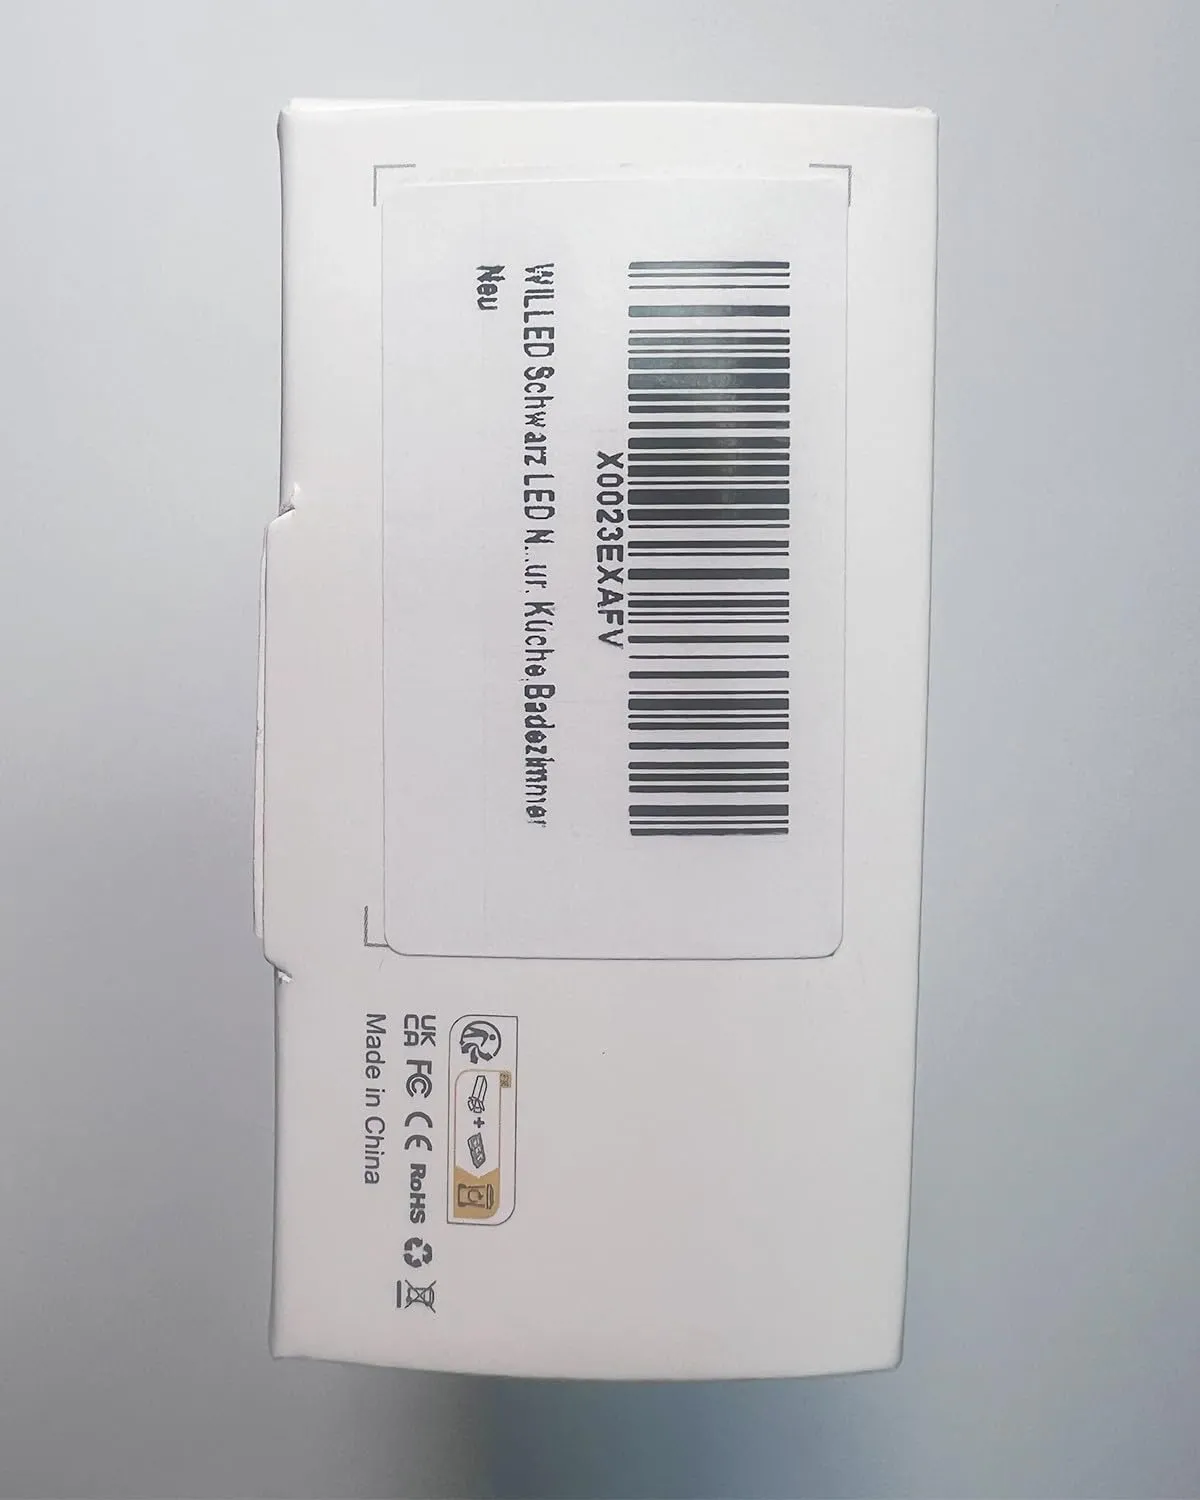 X0023EXAFV
WILLED Schwarz LED N...ur, Küche,Badezimmer
Neu
UK
CA FC CE RoHS
Made in China